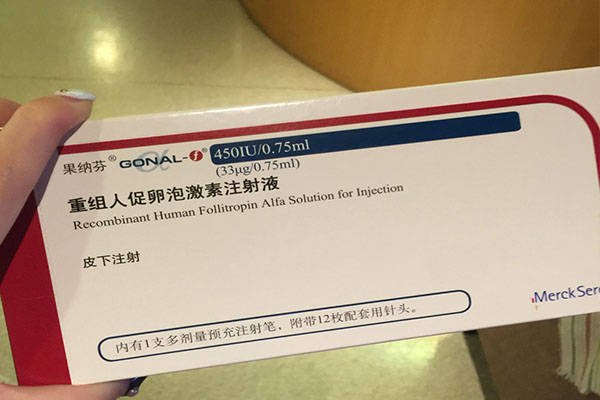 果纳芬® GONAL-f® 450IU/0.75ml
(33μg/0.75ml)
重组人促卵泡激素注射液
Recombinant Human Follitropin Alfa Solution for Injection
皮下注射
MerckSero
内有1支多剂量预充注射笔，附带12枚配套用针头。